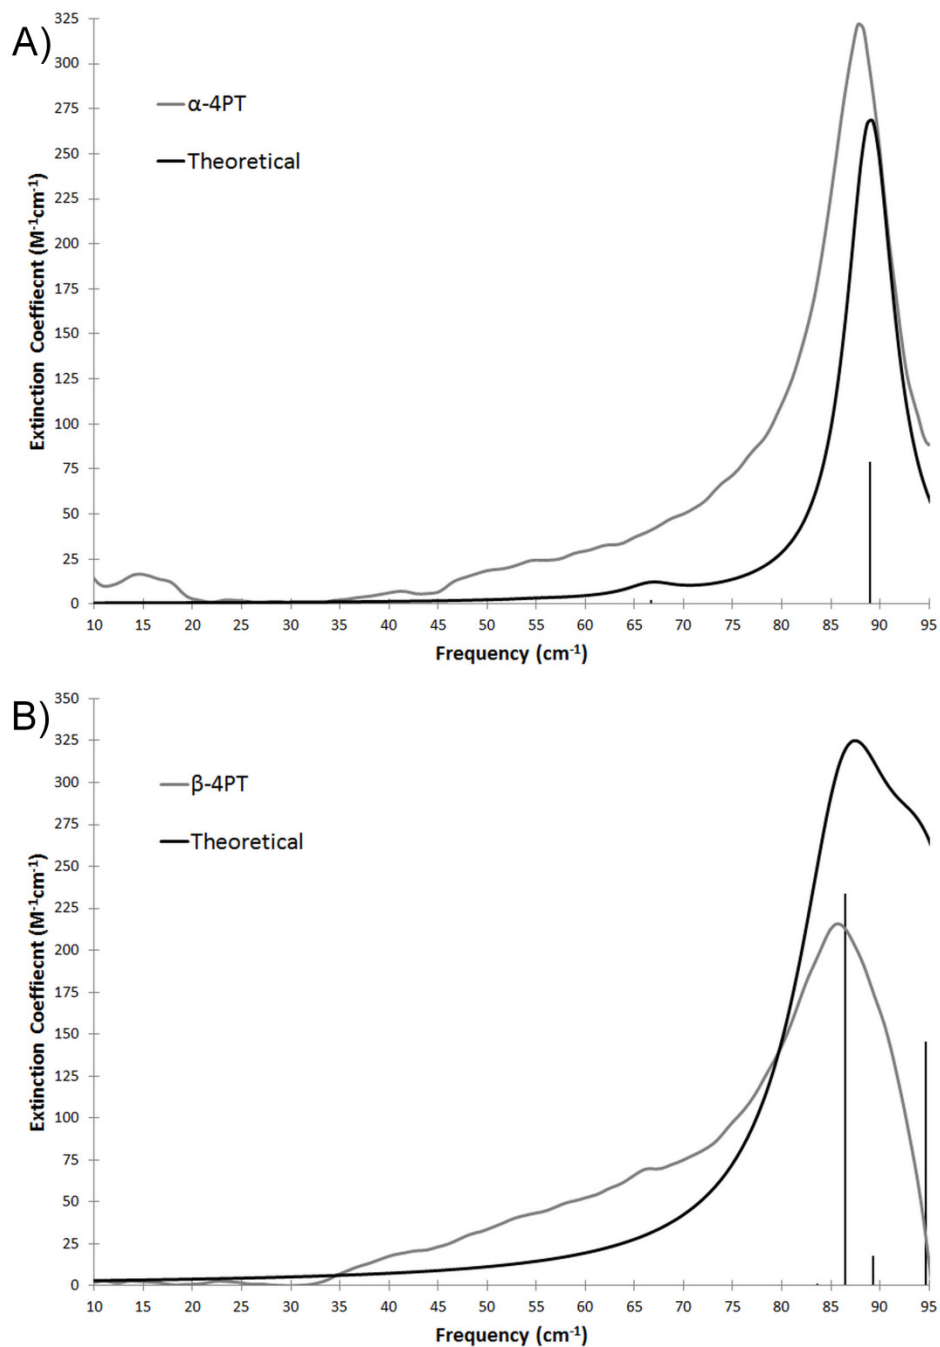 A)
325
300
275
250
225
200
175
150
125
100
75
50
25
0
Extinction Coeffiecnt (M-1cm-1)
α-4PT
Theoretical
10 15 20 25 30 35 40 45 50 55 60 65 70 75 80 85 90 95
Frequency (cm-1)
B)
350
325
300
275
250
225
200
175
150
125
100
75
50
25
0
Extinction Coeffiecnt (M-1cm-1)
β-4PT
Theoretical
10 15 20 25 30 35 40 45 50 55 60 65 70 75 80 85 90 95
Frequency (cm-1)